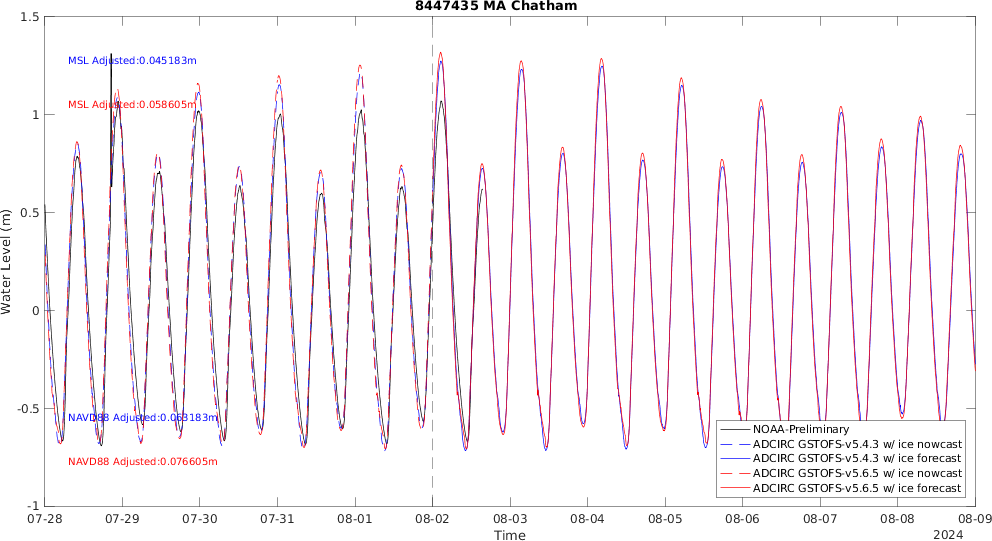 8447435 MA Chatham
1.5
1
0.5
0
-0.5
-1
Water Level (m)
MSL Adjusted:0.045183m
MSL Adjusted:0.058605m
NAVD88 Adjusted:0.063183m
NAVD88 Adjusted:0.076605m
NOAA-Preliminary
ADCIRC GSTOFS-v5.4.3 w/ ice nowcast
ADCIRC GSTOFS-v5.4.3 w/ ice forecast
ADCIRC GSTOFS-v5.6.5 w/ ice nowcast
ADCIRC GSTOFS-v5.6.5 w/ ice forecast
07-28 07-29 07-30 07-31 08-01 08-02 08-03 08-04 08-05 08-06 08-07 08-08 08-09
Time
2024